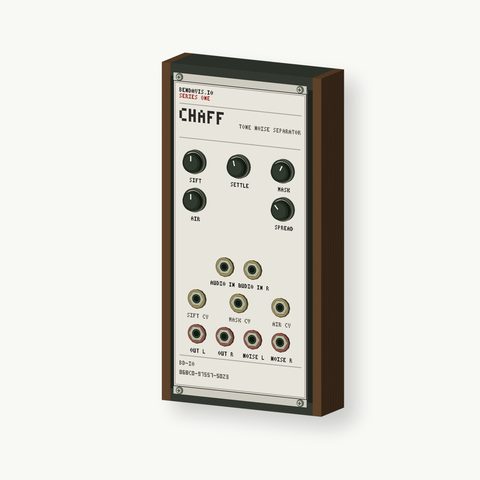 BENDAVIS.IO
SERIES ONE
CHAFF
TONE NOISE SEPARATOR
SIFT
SETTLE
MASK
AIR
SPREAD
AUDIO IN L
AUDIO IN R
SIFT CV
MASK CV
AIR CV
OUT L
OUT R
NOISE L
NOISE R
BD-IO